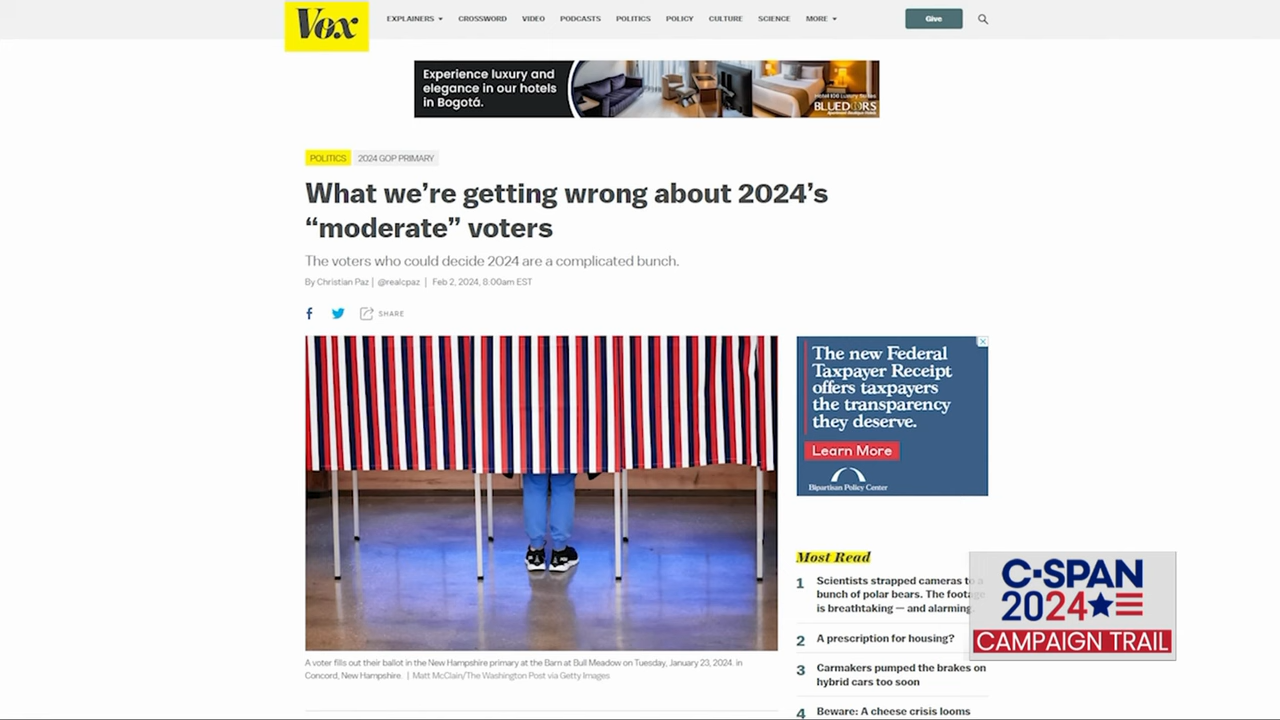 Vox
EXPLAINERS CROSSWORD VIDEO PODCASTS POLITICS POLICY CULTURE SCIENCE MORE Give
Experience luxury and
elegance in our hotels
in Bogotá.
BLUEDOORS
POLITICS 2024 GOP PRIMARY
What we're getting wrong about 2024's
“moderate” voters
The voters who could decide 2024 are a complicated bunch.
By Christian Paz | @realcpaz | Feb 2, 2024, 8:00am EST
SHARE
The new Federal
Taxpayer Receipt
offers taxpayers
the transparency
they deserve.
Learn More
Bipartisan Policy Center
A voter fills out their ballot in the New Hampshire primary at the Barn at Bull Meadow on Tuesday, January 23, 2024 in
Concord, New Hampshire. | Matt McClain/The Washington Post via Getty Images
Most Read
1 Scientists strapped cameras to a
bunch of polar bears. The footage
is breathtaking — and alarming.
2 A prescription for housing?
3 Carmakers pumped the brakes on
hybrid cars too soon
4 Beware: A cheese crisis looms
C-SPAN
2024
CAMPAIGN TRAIL